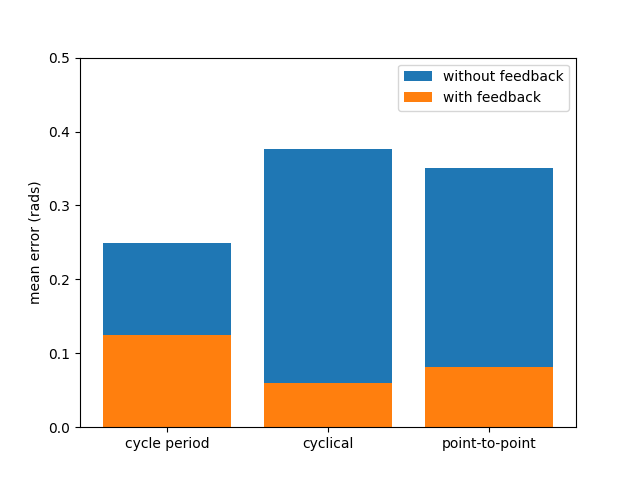 0.5
0.4
0.3
0.2
0.1
0.0
mean error (rads)
without feedback
with feedback
cycle period
cyclical
point-to-point